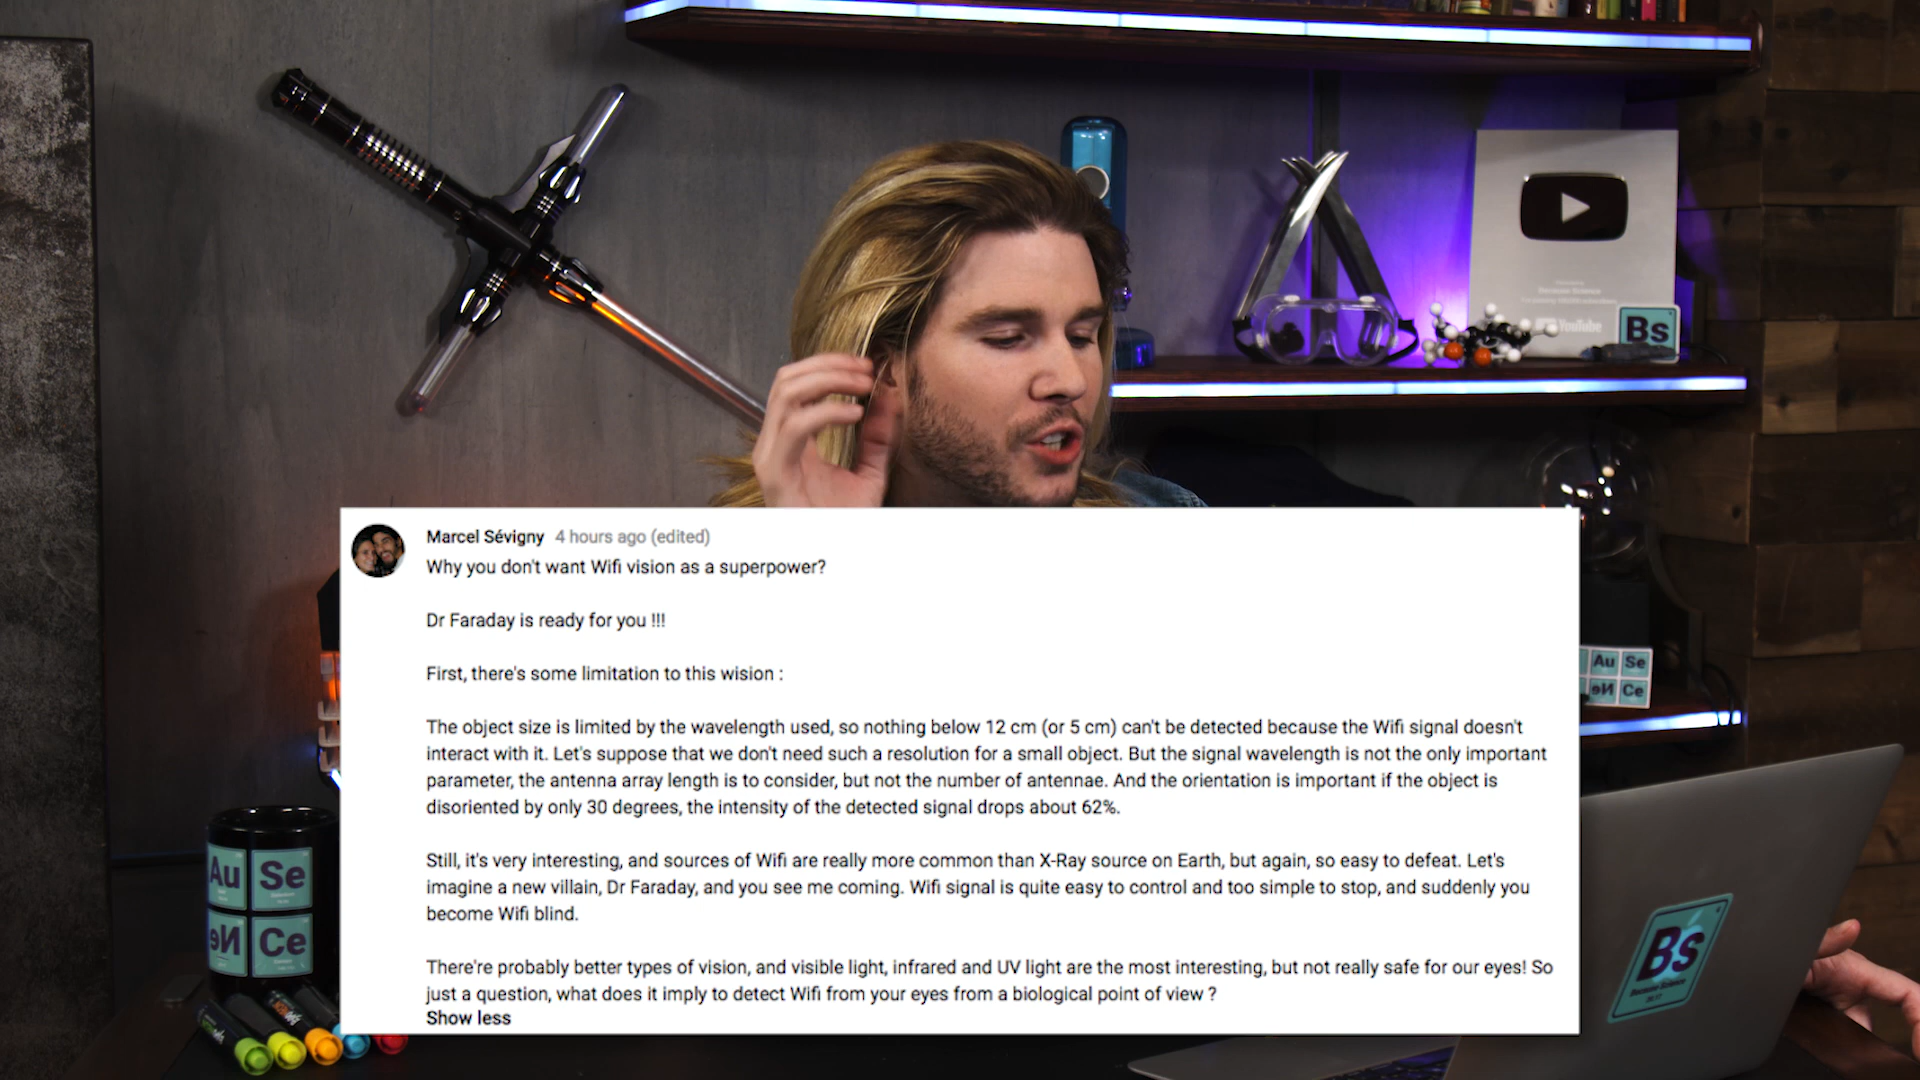 Marcel Sévigny 4 hours ago (edited)
Why you don't want Wifi vision as a superpower?
Dr Faraday is ready for you !!!
First, there's some limitation to this wision :
The object size is limited by the wavelength used, so nothing below 12 cm (or 5 cm) can't be detected because the Wifi signal doesn't
interact with it. Let's suppose that we don't need such a resolution for a small object. But the signal wavelength is not the only important
parameter, the antenna array length is to consider, but not the number of antennae. And the orientation is important if the object is
disoriented by only 30 degrees, the intensity of the detected signal drops about 62%.
Still, it's very interesting, and sources of Wifi are really more common than X-Ray source on Earth, but again, so easy to defeat. Let's
imagine a new villain, Dr Faraday, and you see me coming. Wifi signal is quite easy to control and too simple to stop, and suddenly you
become Wifi blind.
There're probably better types of vision, and visible light, infrared and UV light are the most interesting, but not really safe for our eyes! So
just a question, what does it imply to detect Wifi from your eyes from a biological point of view ?
Show less
YouTube
Bs
Au Se
Ce
Au Se
Ce
Bs
Because Science